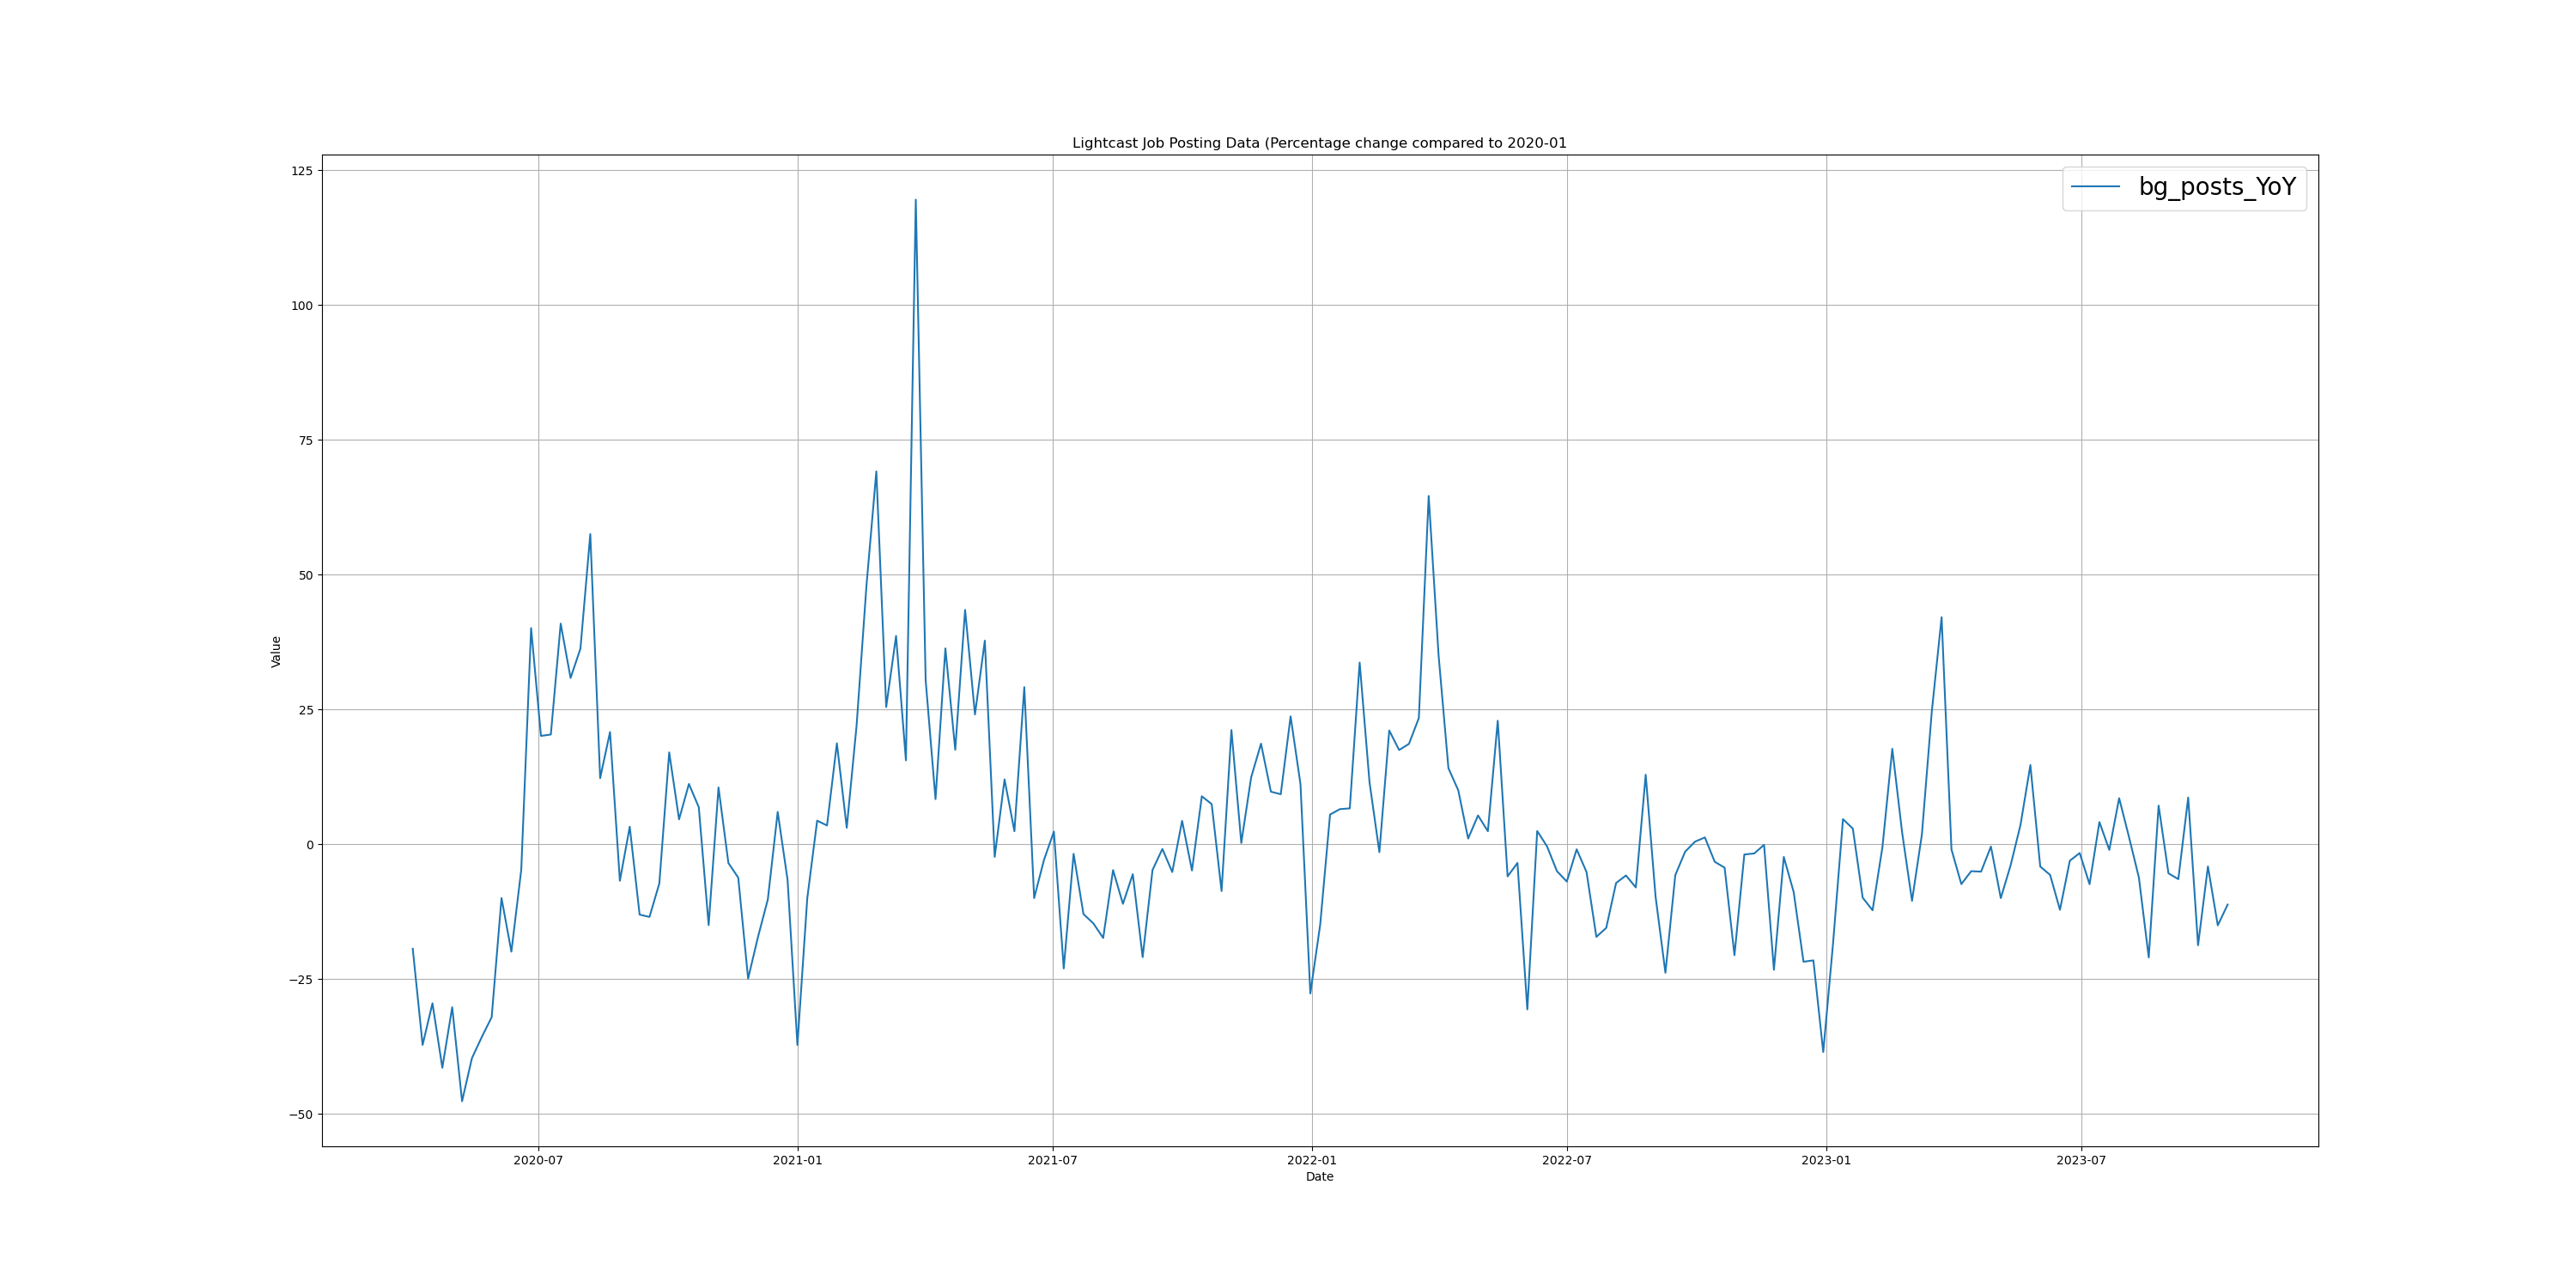 Lightcast Job Posting Data (Percentage change compared to 2020-01
bg_posts_YoY
125
100
75
50
25
0
−25
−50
Value
2020-07 2021-01 2021-07 2022-01 2022-07 2023-01 2023-07
Date